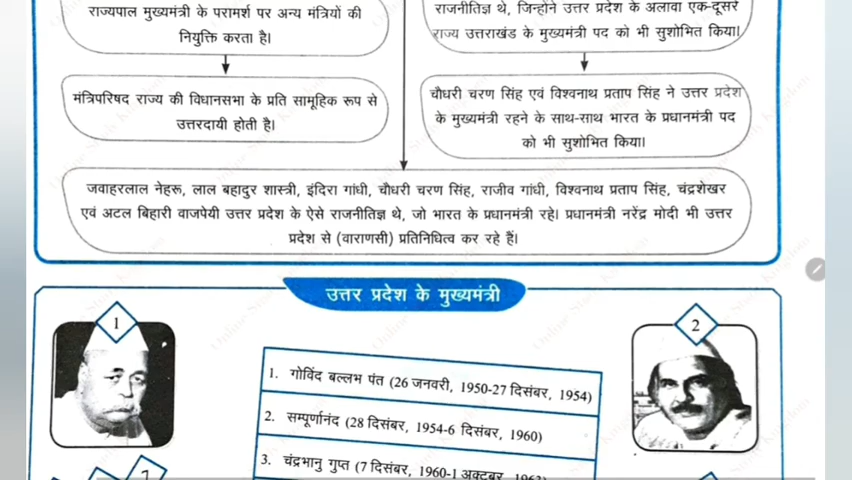 राज्यपाल मुख्यमंत्री के परामर्श पर अन्य मंत्रियों की
नियुक्ति करता है।
मंत्रिपरिषद राज्य की विधानसभा के प्रति सामूहिक रूप से
उत्तरदायी होती है।
राजनीतिज्ञ थे, जिन्होंने उत्तर प्रदेश के अलावा एक-दूसरे
राज्य उत्तराखंड के मुख्यमंत्री पद को भी सुशोभित किया।
चौधरी चरण सिंह एवं विश्वनाथ प्रताप सिंह ने उत्तर प्रदेश
के मुख्यमंत्री रहने के साथ-साथ भारत के प्रधानमंत्री पद
को भी सुशोभित किया।
जवाहरलाल नेहरू, लाल बहादुर शास्त्री, इंदिरा गांधी, चौधरी चरण सिंह, राजीव गांधी, विश्वनाथ प्रताप सिंह, चंद्रशेखर
एवं अटल बिहारी वाजपेयी उत्तर प्रदेश के ऐसे राजनीतिज्ञ थे, जो भारत के प्रधानमंत्री रहे। प्रधानमंत्री नरेंद्र मोदी भी उत्तर
प्रदेश से (वाराणसी) प्रतिनिधित्व कर रहे हैं।
उत्तर प्रदेश के मुख्यमंत्री
1
2
1. गोविंद बल्लभ पंत (26 जनवरी, 1950-27 दिसंबर, 1954)
2. सम्पूर्णानंद (28 दिसंबर, 1954-6 दिसंबर, 1960)
3. चंद्रभानु गुप्त (7 दिसंबर, 1960-1 अक्टूबर,